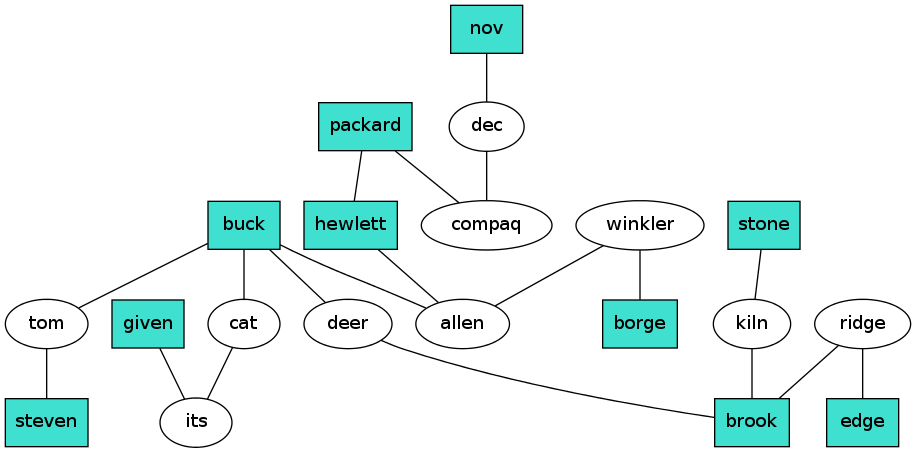 nov
packard
dec
buck
hewlett
compaq
winkler
stone
tom
given
cat
deer
allen
borge
kiln
ridge
steven
its
brook
edge